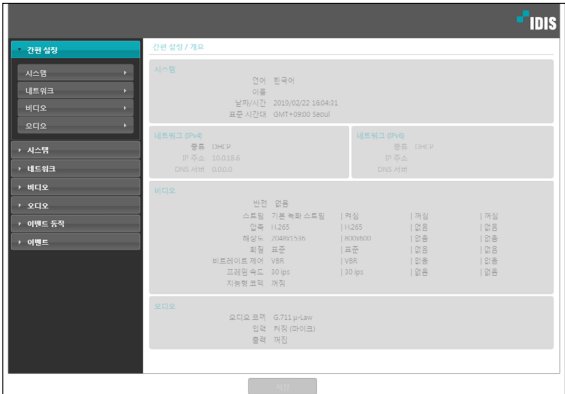 IDIS
간편 설정
시스템
네트워크
비디오
오디오
시스템
네트워크
비디오
오디오
이벤트 동작
이벤트
간편 설정 / 개요
시스템
언어 한국어
이름
날짜/시간 2019/02/22 16:04:31
표준 시간대 GMT+09:00 Seoul
네트워크 (IPv4)
종류 DHCP
IP 주소 10.0.18.6
DNS 서버 0.0.0.0
네트워크 (IPv6)
종류 DHCP
IP 주소
DNS 서버
비디오
반전 없음
스트림 기본 녹화 스트림 | 켜짐 | 꺼짐 | 꺼짐
압축 H.265 | H.265 | 없음 | 없음
해상도 2048x1536 | 800x600 | 없음 | 없음
화질 표준 | 표준 | 없음 | 없음
비트레이트 제어 VBR | VBR | 없음 | 없음
프레임 속도 30 ips | 30 ips | 없음 | 없음
지능형 코덱 꺼짐
오디오
오디오 코덱 G.711 μ-Law
입력 켜짐 (마이크)
출력 꺼짐